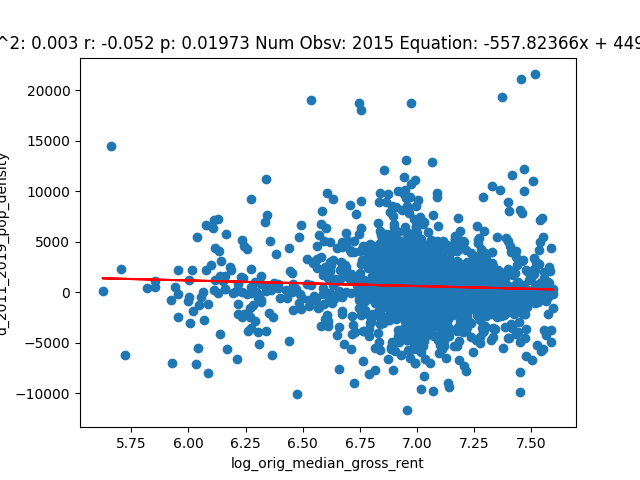 ^2: 0.003 r: -0.052 p: 0.01973 Num Obsv: 2015 Equation: -557.82366x + 449
20000
15000
10000
5000
0
−5000
−10000
d_2011_2019_pop_density
5.75 6.00 6.25 6.50 6.75 7.00 7.25 7.50
log_orig_median_gross_rent